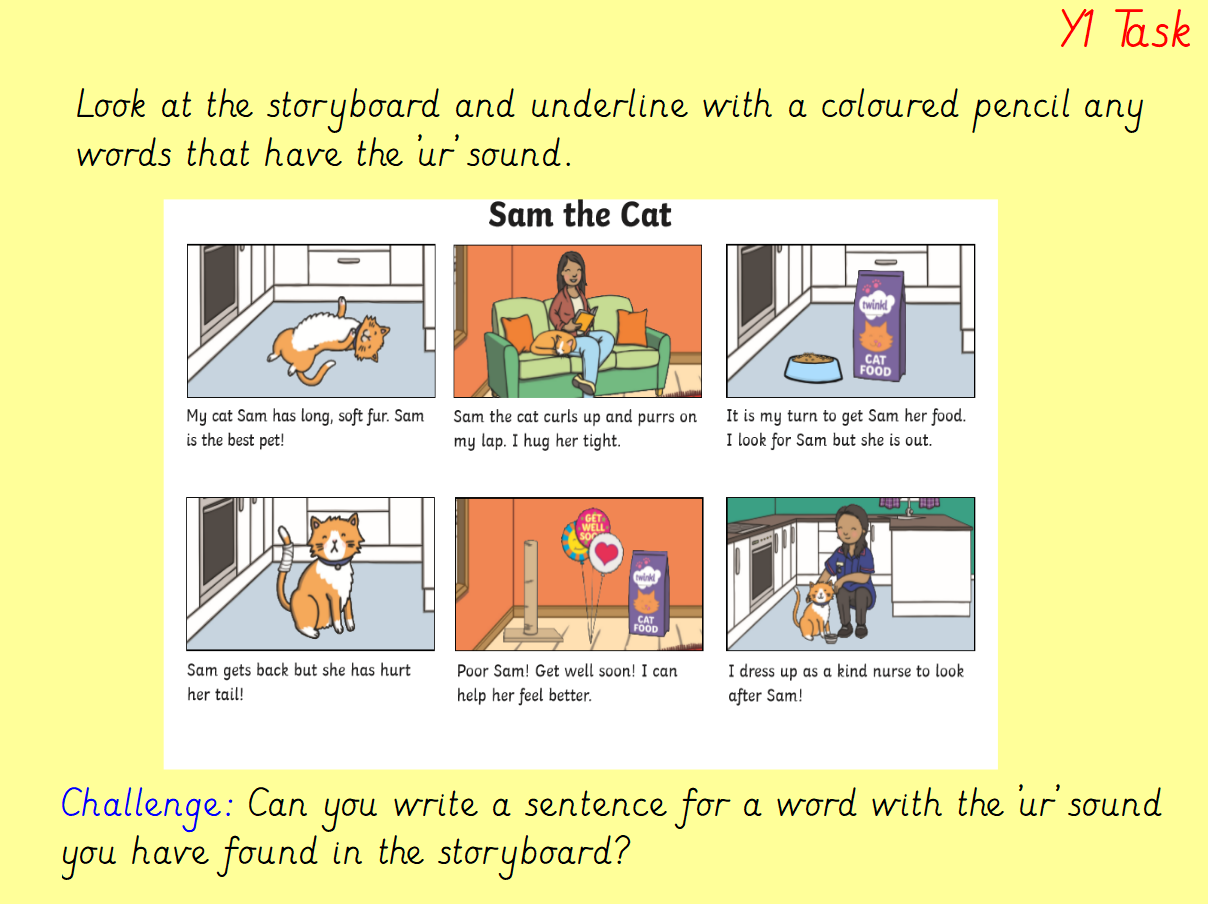 Y1 Task
Look at the storyboard and underline with a coloured pencil any
words that have the 'ur' sound.
Sam the Cat
twinkl
CAT
FOOD
My cat Sam has long, soft fur. Sam
is the best pet!
Sam the cat curls up and purrs on
my lap. I hug her tight.
It is my turn to get Sam her food.
I look for Sam but she is out.
GET
WELL
SOON
twinkl
CAT
FOOD
Sam gets back but she has hurt
her tail!
Poor Sam! Get well soon! I can
help her feel better.
I dress up as a kind nurse to look
after Sam!
Challenge: Can you write a sentence for a word with the 'ur' sound
you have found in the storyboard?